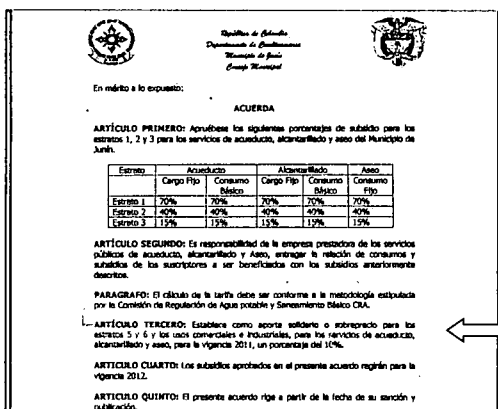 República de Colombia
Departamento de Cundinamarca
Municipio de Junín
Concejo Municipal
En mérito a lo expuesto:
ACUERDA
ARTÍCULO PRIMERO: Apruébese los siguientes porcentajes de subsidio para los
estratos 1, 2 y 3 para los servicios de acueducto, alcantarillado y aseo del Municipio de
Junín.
Estrato Acueducto Alcantarillado Aseo
Cargo Fijo Consumo Básico Cargo Fijo Consumo Básico Consumo Fijo
Estrato 1 70% 70% 70% 70% 70%
Estrato 2 40% 40% 40% 40% 40%
Estrato 3 15% 15% 15% 15% 15%
ARTÍCULO SEGUNDO: Es responsabilidad de la empresa prestadora de los servicios
públicos de acueducto, alcantarillado y Aseo, entregar la relación de consumos y
subsidios de los suscriptores a ser beneficiados con los subsidios anteriormente
descritos.
PARAGRAFO: El cálculo de la tarifa debe ser conforme a la metodología estipulada
por la Comisión de Regulación de Agua potable y Saneamiento Básico CRA.
ARTÍCULO TERCERO: Establece como aporte solidario o sobreprecio para los
estratos 5 y 6 y los usos comerciales e industriales, para los servicios de acueducto,
alcantarillado y aseo, para la vigencia 2011, un porcentaje del 10%.
ARTICULO CUARTO: Los subsidios aprobados en el presente acuerdo regirán para la
vigencia 2012.
ARTÍCULO QUINTO: El presente acuerdo rige a partir de la fecha de su sanción y
publicación.